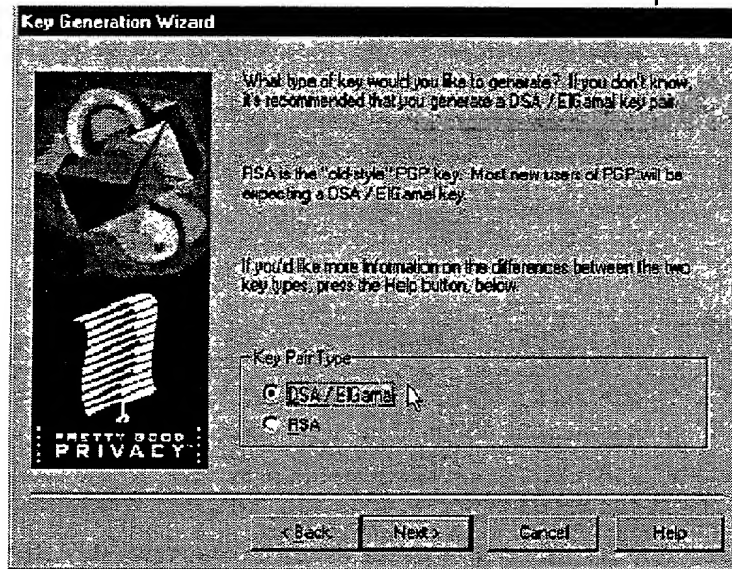 Key Generation Wizard
What type of key would you like to generate? If you don't know,
it's recommended that you generate a DSA / ElGamal key pair.
RSA is the "old-style" PGP key. Most new users of PGP will be
expecting a DSA / ElGamal key.
If you'd like more information on the differences between the two
key types, press the Help button, below.
Key Pair Type
DSA / ElGamal
RSA
PRETTY GOOD
PRIVACY
< Back
Next >
Cancel
Help